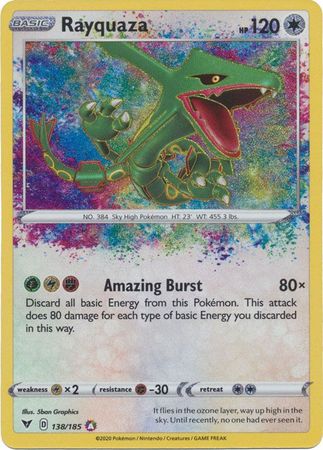 BASIC
Rayquaza HP 120
NO. 384 Sky High Pokémon HT: 23' WT: 455.3 lbs.
Amazing Burst 80×
Discard all basic Energy from this Pokémon. This attack
does 80 damage for each type of basic Energy you discarded
in this way.
weakness ×2 resistance -30 retreat
Illus. 5ban Graphics
D 138/185
It flies in the ozone layer, way up high in the
sky. Until recently, no one had ever seen it.
©2020 Pokémon / Nintendo / Creatures / GAME FREAK